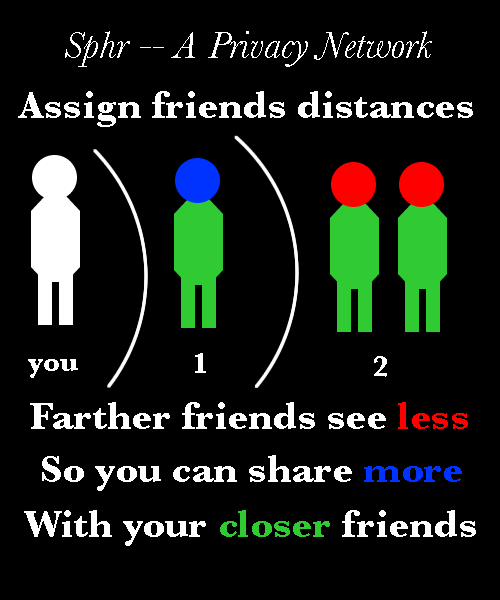 Sphr -- A Privacy Network
Assign friends distances
you 1 2
Farther friends see less
So you can share more
With your closer friends